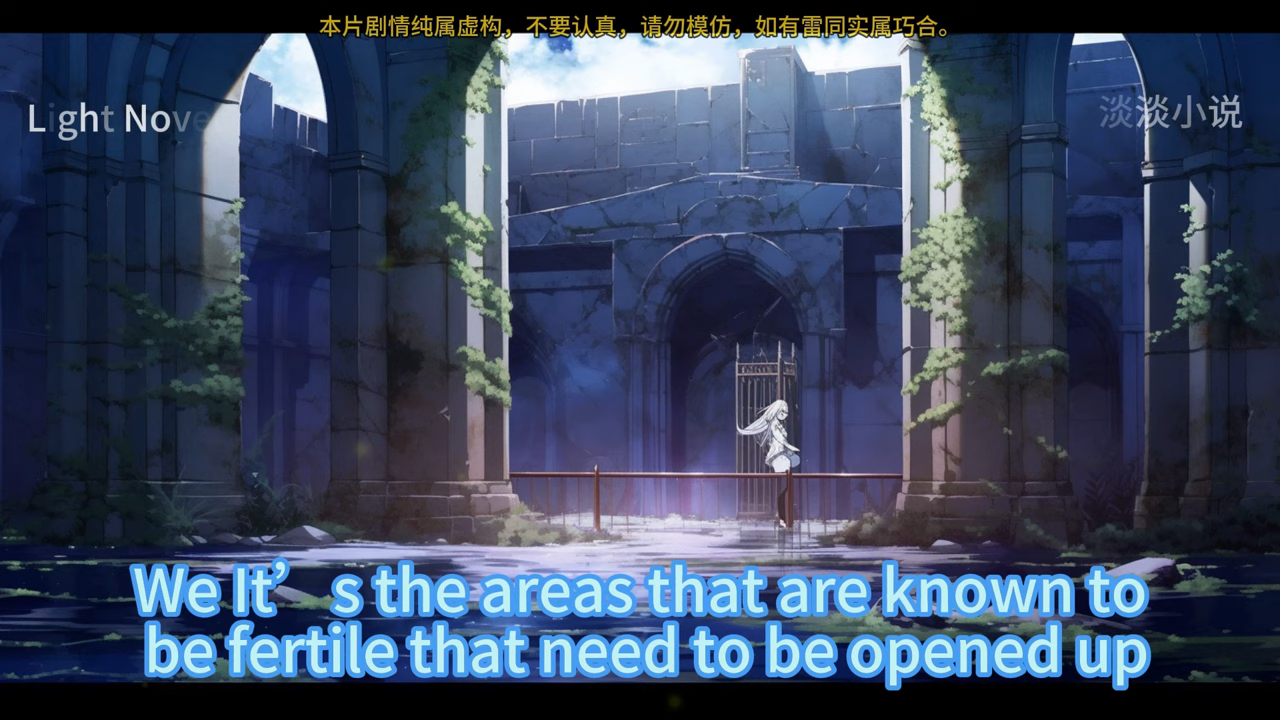 本片剧情纯属虚构，不要认真，请勿模仿，如有雷同实属巧合。
Light Nove
淡淡小说
We It’s the areas that are known to
be fertile that need to be opened up